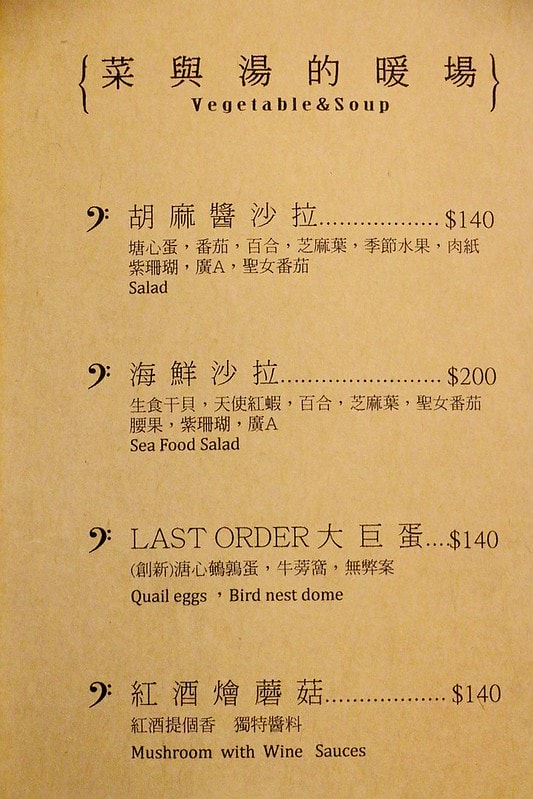 {菜與湯的暖場}
Vegetable&Soup
胡麻醬沙拉.................. $140
塘心蛋，番茄，百合，芝麻葉，季節水果，肉紙
紫珊瑚，廣A，聖女番茄
Salad
海鮮沙拉........................ $200
生食干貝，天使紅蝦，百合，芝麻葉，聖女番茄
腰果，紫珊瑚，廣A
Sea Food Salad
LAST ORDER 大巨蛋....$140
(創新)溏心鵪鶉蛋，牛蒡窩，無弊案
Quail eggs ，Bird nest dome
紅酒燴蘑菇.................. $140
紅酒提個香 獨特醬料
Mushroom with Wine Sauces